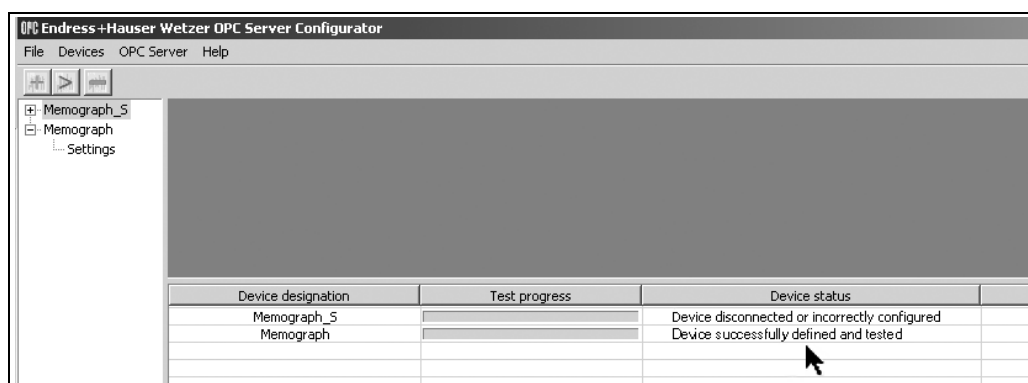 OPC Endress+Hauser Wetzer OPC Server Configurator
File Devices OPC Server Help
Memograph_S
Memograph
Settings
Device designation Test progress Device status
Memograph_S Device disconnected or incorrectly configured
Memograph Device successfully defined and tested